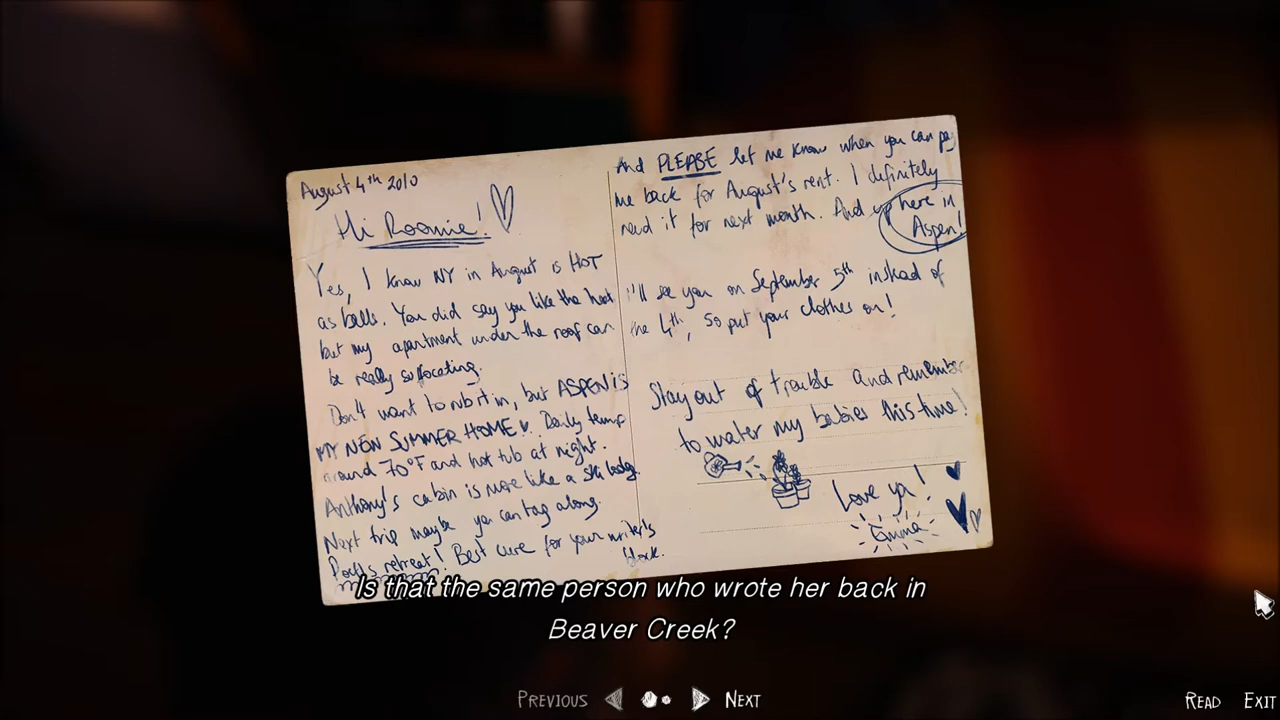 August 4th 2010
Hi Roomie!
Yes, I know NY in August is HOT
as balls. You did say you like the heat
but my apartment under the roof can
be really suffocating.
Don't want to rub it in, but ASPEN IS
MY NEW SUMMER HOME. Daily temp
around 70°F and hot tub at night.
Anthony's cabin is more like a ski lodge.
Next trip maybe you can tag along.
Poet's retreat! Best cure for your writer's
block.
And PLEASE let me know when you can pay
me back for August's rent. I definitely
need it for next month. And up here in
Aspen!
I'll see you on September 5th instead of
the 4th, so put your clothes on!
Stay out of trouble and remember
to water my babies this time!
Love ya!
Emma
Is that the same person who wrote her back in
Beaver Creek?
PREVIOUS NEXT READ EXIT